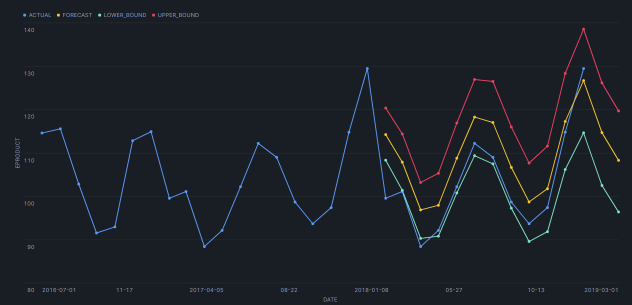 ACTUAL FORECAST LOWER_BOUND UPPER_BOUND
140
130
120
110
100
90
80
EPRODUCT
2016-07-01 11-17 2017-04-05 08-22 2018-01-08 05-27 10-13 2019-03-01
DATE